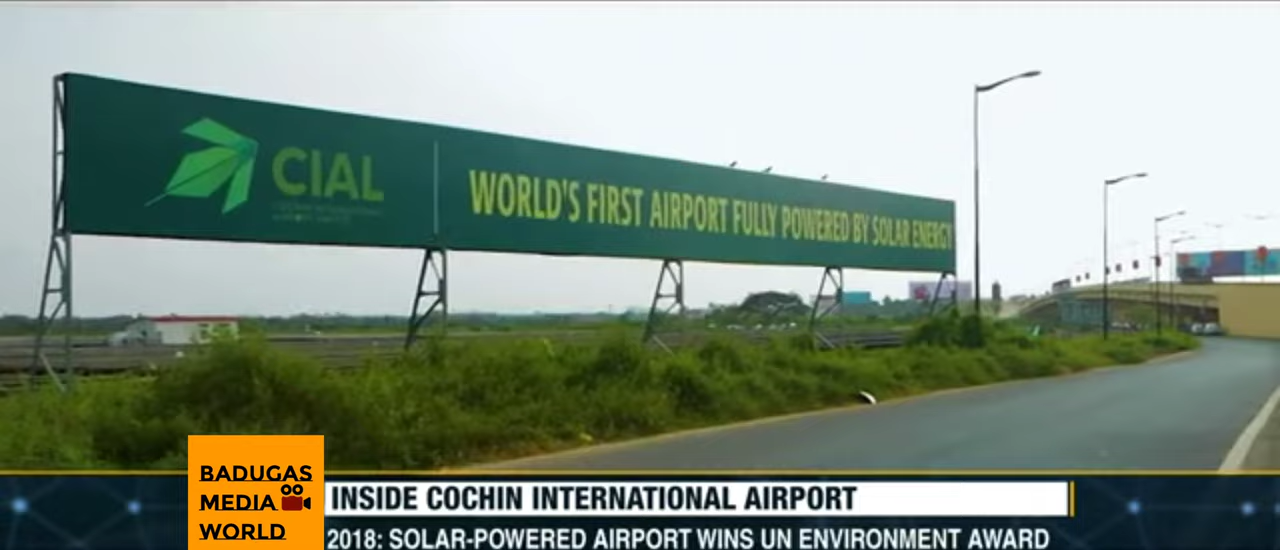 CIAL
WORLD'S FIRST AIRPORT FULLY POWERED BY SOLAR ENERGY
BADUGAS
MEDIA
WORLD
INSIDE COCHIN INTERNATIONAL AIRPORT
2018: SOLAR-POWERED AIRPORT WINS UN ENVIRONMENT AWARD